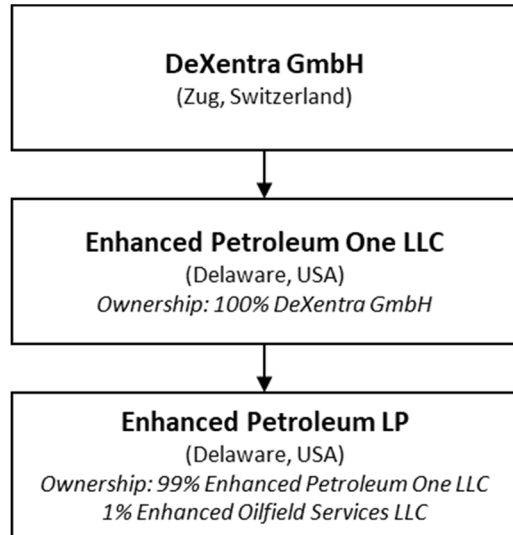 DeXentra GmbH
(Zug, Switzerland)
Enhanced Petroleum One LLC
(Delaware, USA)
Ownership: 100% DeXentra GmbH
Enhanced Petroleum LP
(Delaware, USA)
Ownership: 99% Enhanced Petroleum One LLC
1% Enhanced Oilfield Services LLC